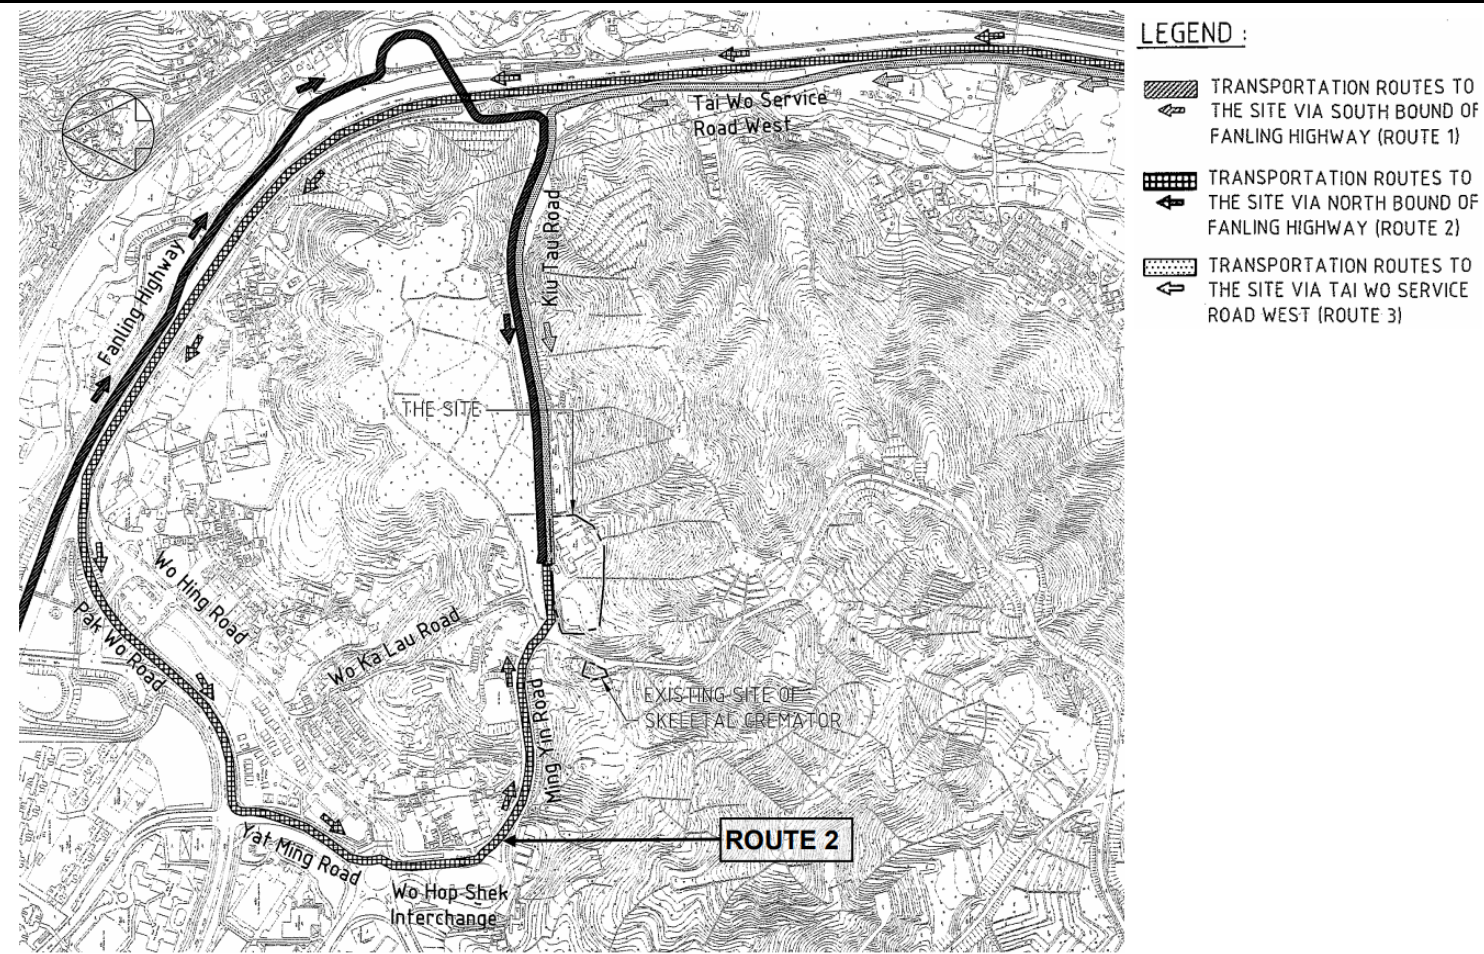 LEGEND :
TRANSPORTATION ROUTES TO
THE SITE VIA SOUTH BOUND OF
FANLING HIGHWAY (ROUTE 1)
TRANSPORTATION ROUTES TO
THE SITE VIA NORTH BOUND OF
FANLING HIGHWAY (ROUTE 2)
TRANSPORTATION ROUTES TO
THE SITE VIA TAI WO SERVICE
ROAD WEST (ROUTE 3)
Tai Wo Service
Road West
Fanling Highway
Kiu Tau Road
THE SITE
Wo Hing Road
Pak Wo Road
Wo Ka Lau Road
EXISTING SITE OF
SKELETAL CREMATOR
Ming Yin Road
ROUTE 2
Yat Ming Road
Wo Hop Shek
Interchange